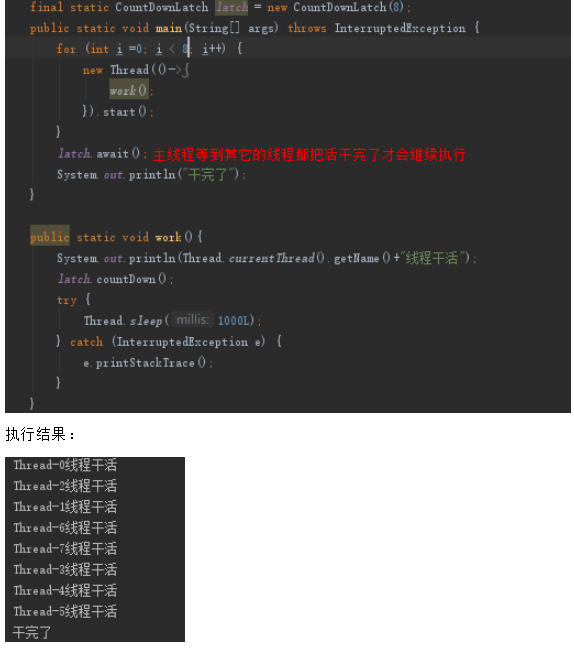 final static CountDownLatch latch = new CountDownLatch(8);
public static void main(String[] args) throws InterruptedException {
for (int i =0; i < 8; i++) {
new Thread(()->{
work();
}).start();
}
latch.await(); 主线程等到其它的线程都把活干完了才会继续执行
System.out.println("干完了");
}
public static void work(){
System.out.println(Thread.currentThread().getName()+"线程干活");
latch.countDown();
try {
Thread.sleep( millis: 1000L);
} catch (InterruptedException e) {
e.printStackTrace();
}
}
执行结果：
Thread-0线程干活
Thread-2线程干活
Thread-1线程干活
Thread-6线程干活
Thread-7线程干活
Thread-3线程干活
Thread-4线程干活
Thread-5线程干活
干完了